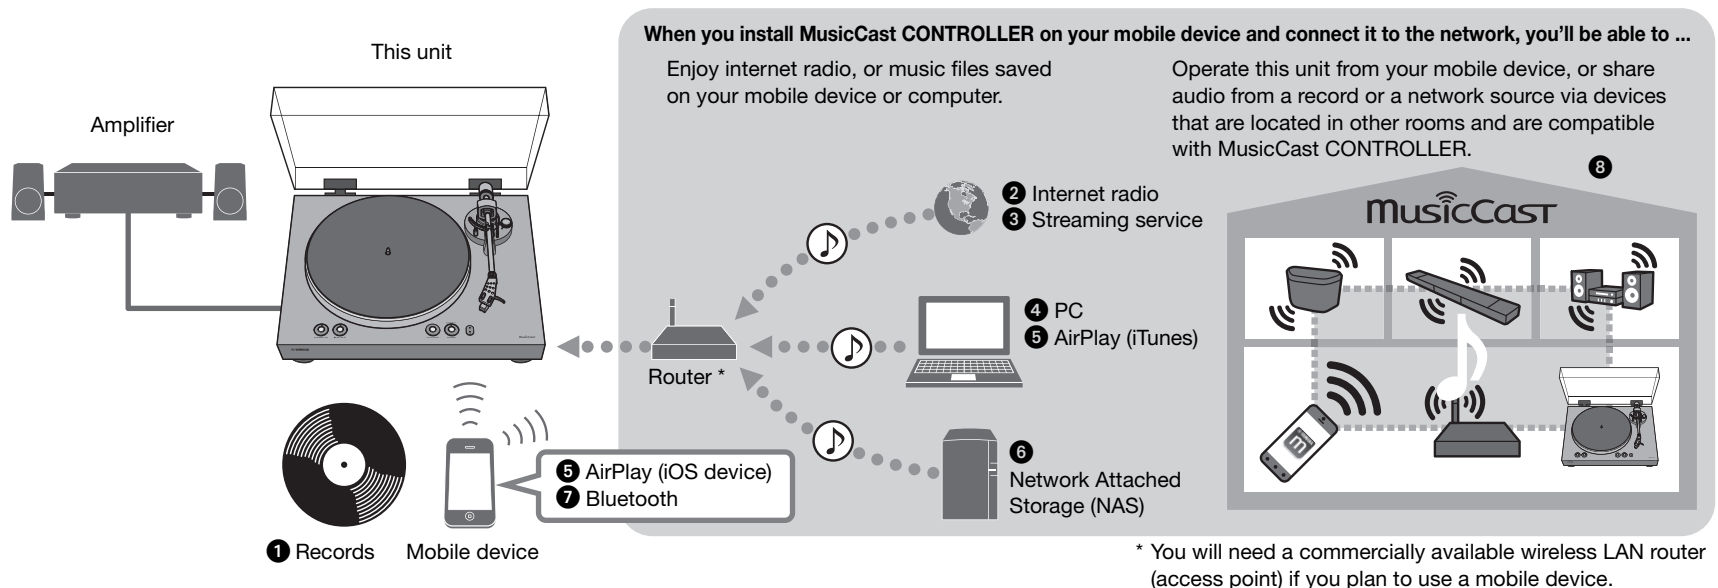 When you install MusicCast CONTROLLER on your mobile device and connect it to the network, you'll be able to ...
This unit
Enjoy internet radio, or music files saved
on your mobile device or computer.
Operate this unit from your mobile device, or share
audio from a record or a network source via devices
that are located in other rooms and are compatible
with MusicCast CONTROLLER.
Amplifier
8
MusicCast
2 Internet radio
3 Streaming service
4 PC
5 AirPlay (iTunes)
Router *
6
Network Attached
Storage (NAS)
5 AirPlay (iOS device)
7 Bluetooth
1 Records
Mobile device
* You will need a commercially available wireless LAN router
(access point) if you plan to use a mobile device.